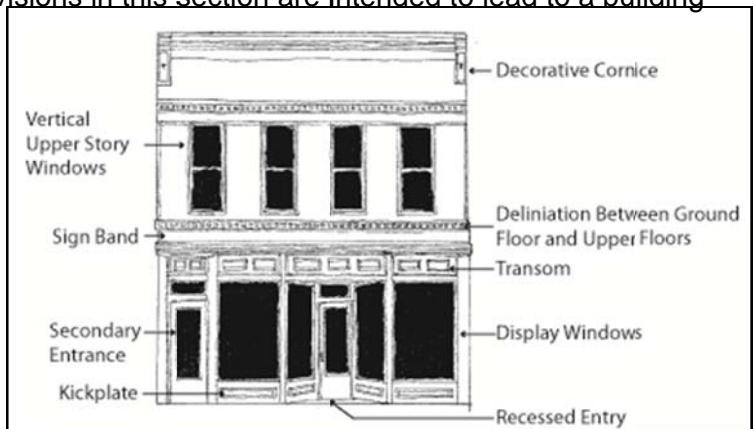 visions in this section are intended to lead to a building
Decorative Cornice
Vertical
Upper Story
Windows
Deliniation Between Ground
Floor and Upper Floors
Sign Band
Transom
Secondary
Entrance
Display Windows
Kickplate
Recessed Entry